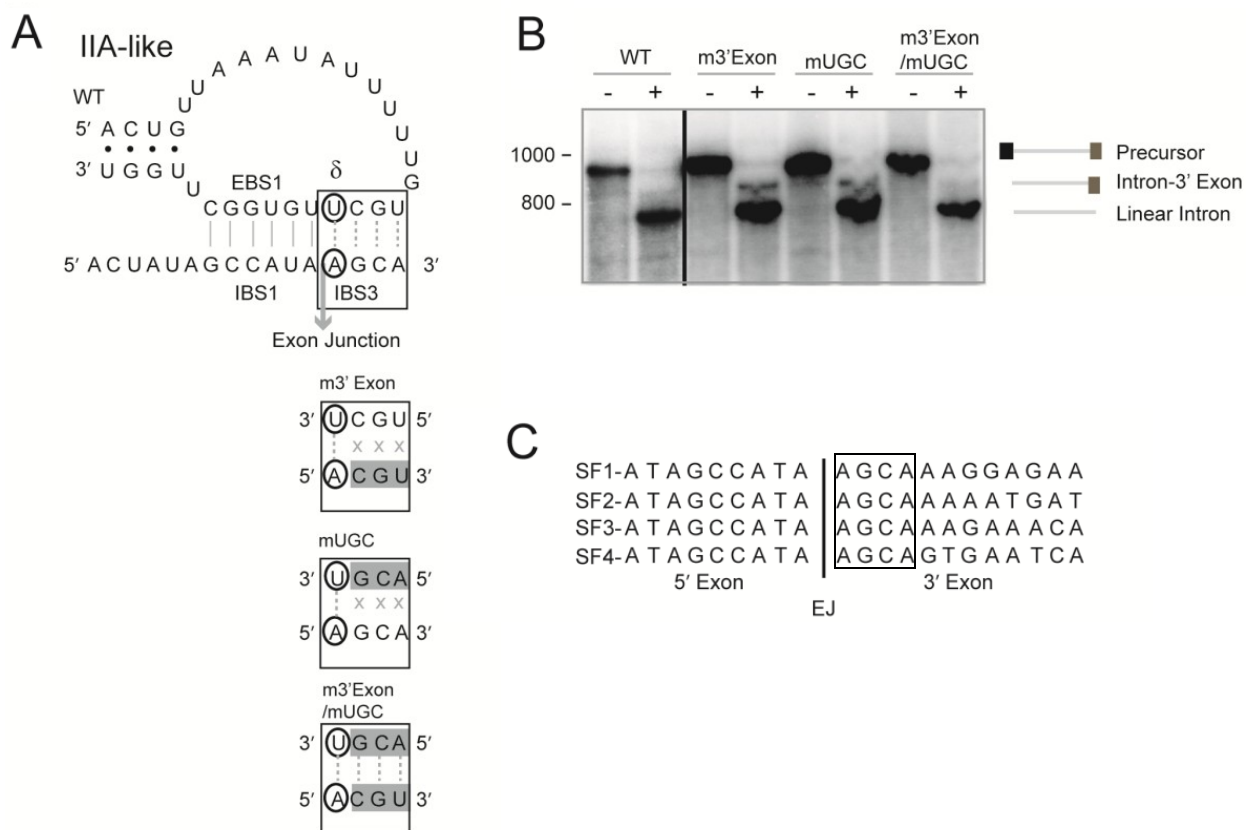 A
IIA-like
WT
5′ A C U G U U A A A U A U U U U U G
3′ U G G U U
EBS1
δ
C G G U G U U C G U
5′ A C U A U A G C C A U A A G C A 3′
IBS1 IBS3
Exon Junction
m3′ Exon
3′ U C G U 5′
x x x
5′ A C G U 3′
mUGC
3′ U G C A 5′
x x x
5′ A G C A 3′
m3′Exon
/mUGC
3′ U G C A 5′
5′ A C G U 3′
B
WT m3′Exon mUGC m3′Exon
/mUGC
- + - + - + - +
1000 –
800 –
Precursor
Intron-3′ Exon
Linear Intron
C
SF1-A T A G C C A T A A G C A A G G A G A A
SF2-A T A G C C A T A A G C A A A A A T G A T
SF3-A T A G C C A T A A G C A A A G A A A C A
SF4-A T A G C C A T A A G C A G T G A A T C A
5′ Exon 3′ Exon
EJ